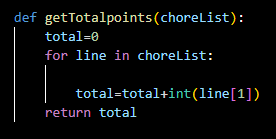 def getTotalpoints(choreList):
    total=0
    for line in choreList:

        total=total+int(line[1])
    return total